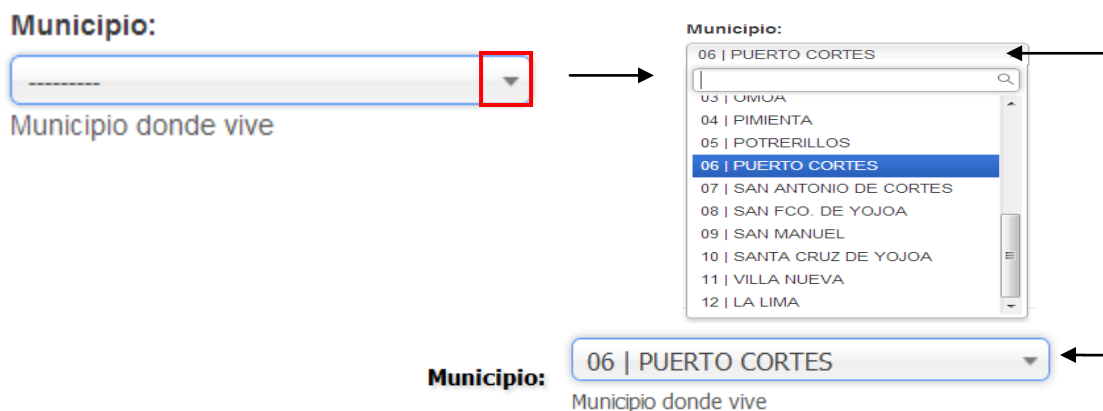 Municipio:
---------
Municipio donde vive
Municipio:
06 | PUERTO CORTES
03 | OMOA
04 | PIMIENTA
05 | POTRERILLOS
06 | PUERTO CORTES
07 | SAN ANTONIO DE CORTES
08 | SAN FCO. DE YOJOA
09 | SAN MANUEL
10 | SANTA CRUZ DE YOJOA
11 | VILLA NUEVA
12 | LA LIMA
Municipio:
06 | PUERTO CORTES
Municipio donde vive